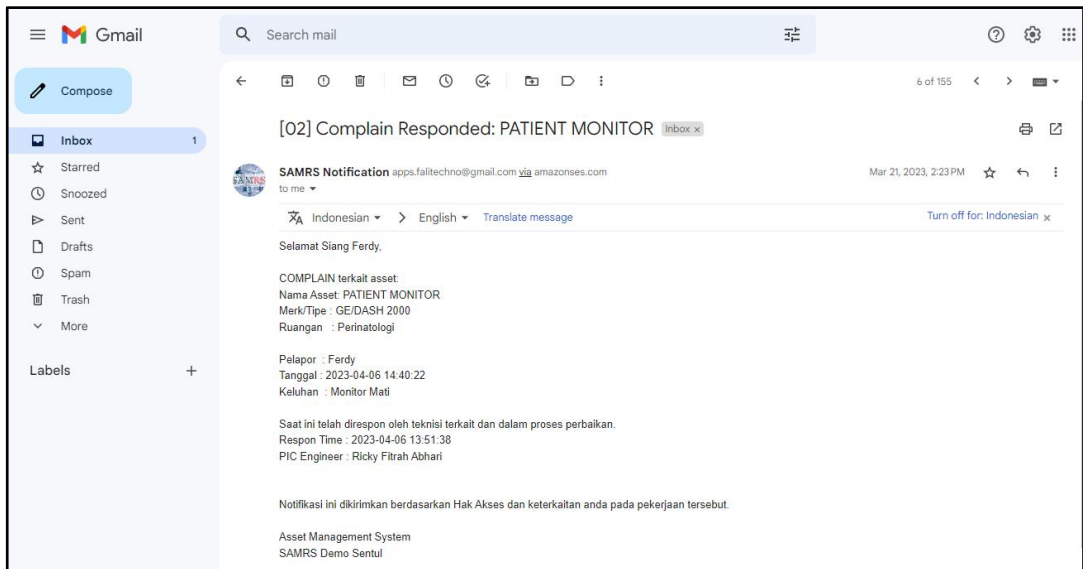 Gmail
Search mail
Compose
6 of 155
Inbox 1
Starred
Snoozed
Sent
Drafts
Spam
Trash
More
Labels +
[02] Complain Responded: PATIENT MONITOR Inbox x
SAMRS
SAMRS Notification apps.falitechno@gmail.com via amazonses.com Mar 21, 2023, 2:23 PM
to me
Indonesian > English Translate message Turn off for: Indonesian x
Selamat Siang Ferdy,
COMPLAIN terkait asset:
Nama Asset: PATIENT MONITOR
Merk/Tipe : GE/DASH 2000
Ruangan : Perinatologi
Pelapor : Ferdy
Tanggal : 2023-04-06 14:40:22
Keluhan : Monitor Mati
Saat ini telah direspon oleh teknisi terkait dan dalam proses perbaikan.
Respon Time : 2023-04-06 13:51:38
PIC Engineer : Ricky Fitrah Abhari
Notifikasi ini dikirimkan berdasarkan Hak Akses dan keterkaitan anda pada pekerjaan tersebut.
Asset Management System
SAMRS Demo Sentul